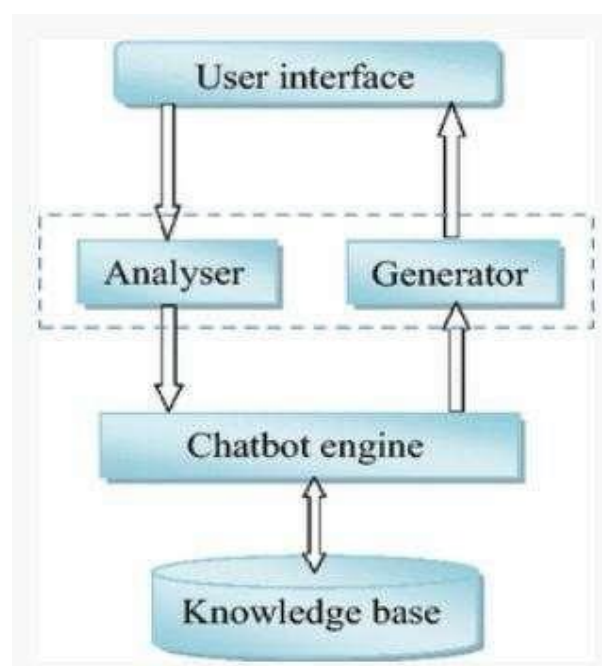 User interface
Analyser
Generator
Chatbot engine
Knowledge base